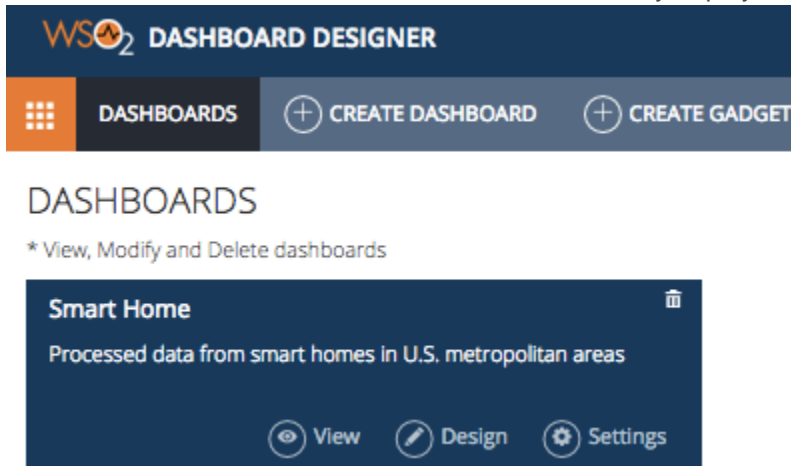 WSO2 DASHBOARD DESIGNER
DASHBOARDS CREATE DASHBOARD CREATE GADGET
DASHBOARDS
* View, Modify and Delete dashboards
Smart Home
Processed data from smart homes in U.S. metropolitan areas
View Design Settings